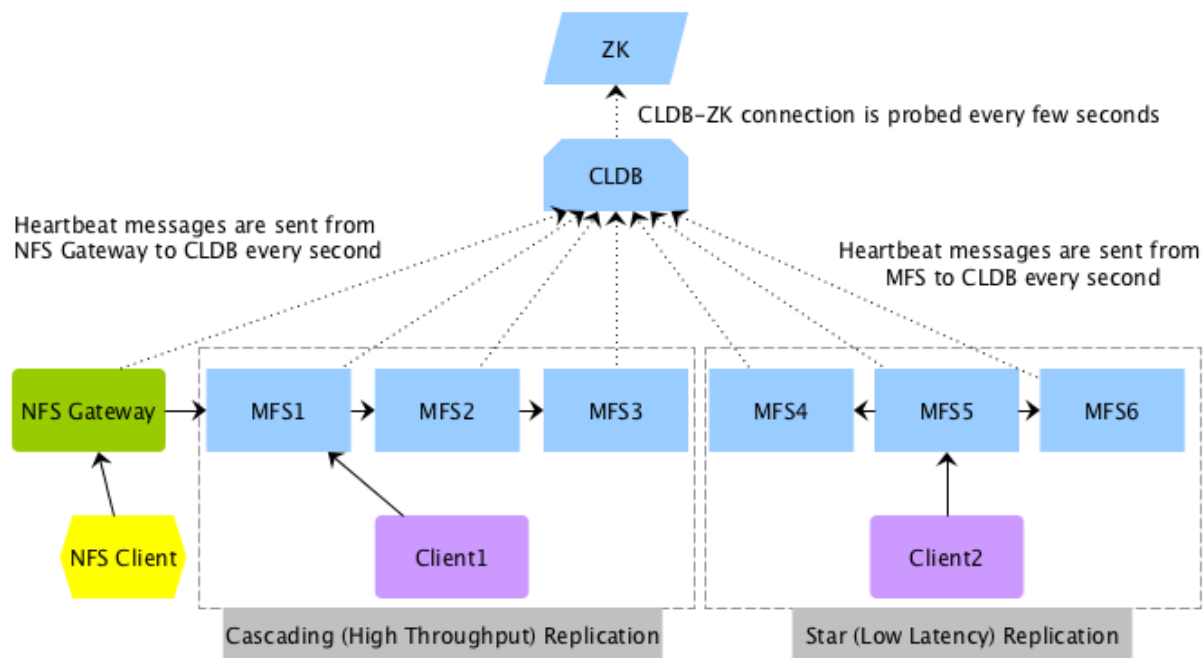 ZK
CLDB-ZK connection is probed every few seconds
CLDB
Heartbeat messages are sent from
NFS Gateway to CLDB every second
Heartbeat messages are sent from
MFS to CLDB every second
NFS Gateway
MFS1
MFS2
MFS3
MFS4
MFS5
MFS6
NFS Client
Client1
Client2
Cascading (High Throughput) Replication
Star (Low Latency) Replication